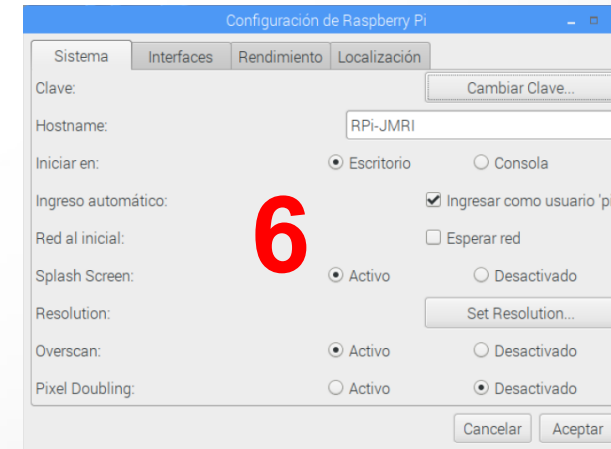 Configuración de Raspberry Pi
Sistema Interfaces Rendimiento Localización
Clave: Cambiar Clave...
Hostname: RPi-JMRI
Iniciar en: Escritorio Consola
Ingreso automático: Ingresar como usuario 'pi
Red al inicial: Esperar red
6
Splash Screen: Activo Desactivado
Resolution: Set Resolution...
Overscan: Activo Desactivado
Pixel Doubling: Activo Desactivado
Cancelar Aceptar